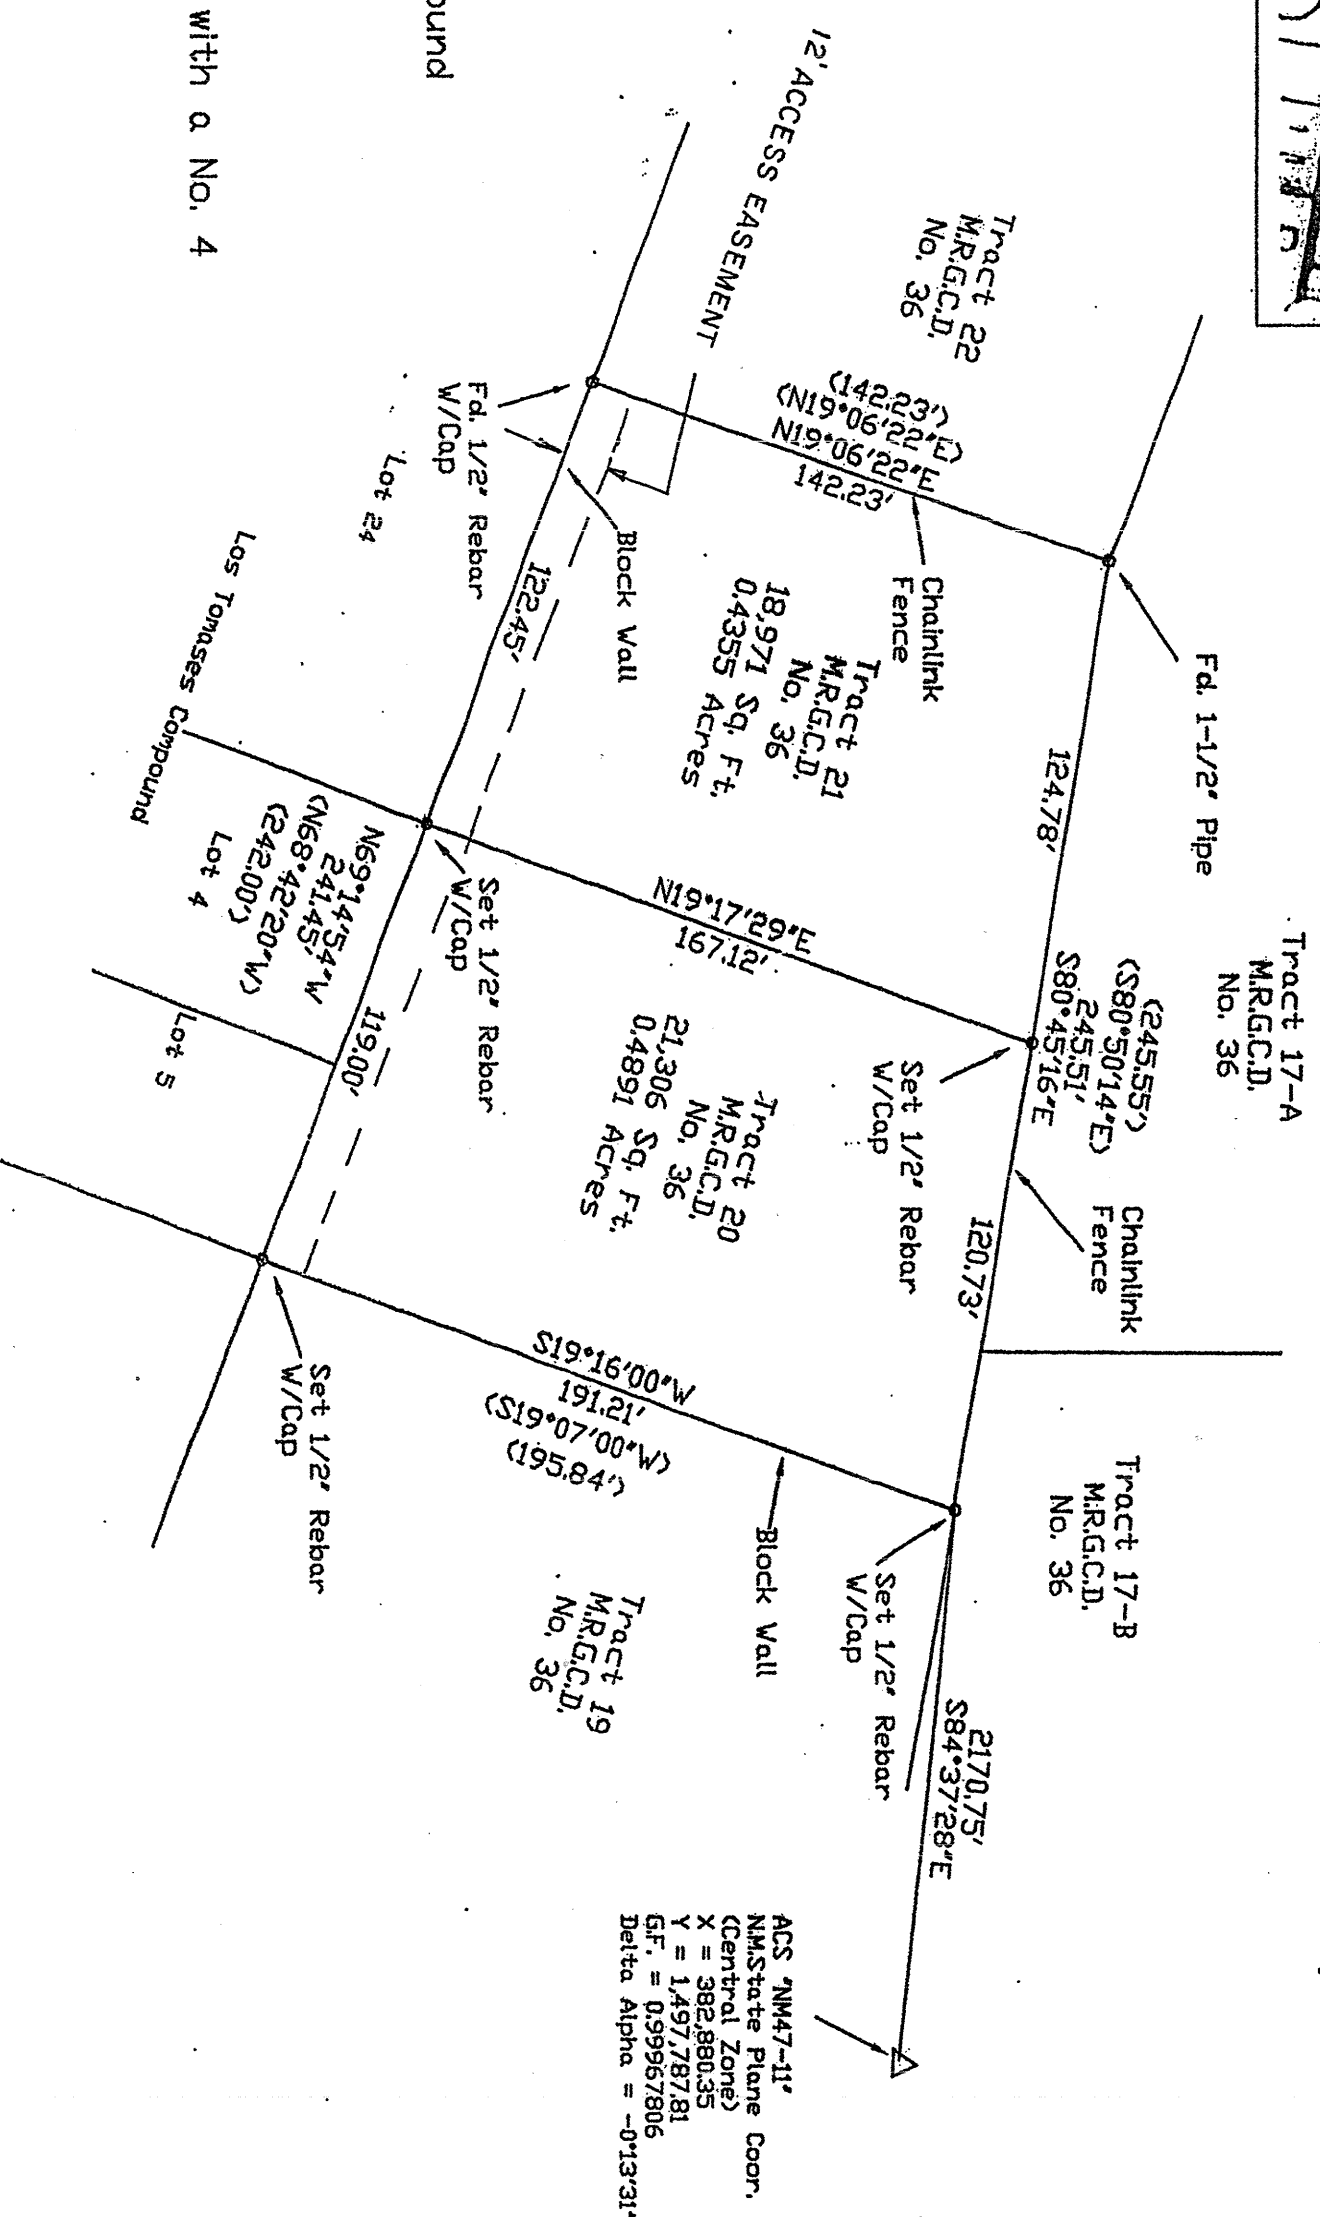 ound
with a No. 4
12' ACCESS EASEMENT
Tract 22
M.R.G.C.D.
No. 36
(142.23')
(N19°06'22"E)
N19°06'22"E
142.23'
Chainlink
Fence
Fd. 1-1/2" Pipe
Fd. 1/2" Rebar
W/Cap
Block Wall
Lot 24
Los Tomases Compound
122.45'
Tract 21
M.R.G.C.D.
No. 36
18,971 Sq. Ft.
0.4355 Acres
124.78'
Tract 17-A
M.R.G.C.D.
No. 36
(245.55')
(S80°50'14"E)
245.51'
S80°45'16"E
N19°17'29"E
167.12'
Set 1/2" Rebar
W/Cap
Set 1/2" Rebar
W/Cap
N69°14'54"W
241.45'
(N68°42'20"W)
(242.00')
Lot 4
Lot 5
119.00'
Tract 20
M.R.G.C.D.
No. 36
21,306 Sq. Ft.
0.4891 Acres
120.73'
Chainlink
Fence
S19°16'00"W
191.21'
(S19°07'00"W)
(195.84')
Set 1/2" Rebar
W/Cap
Block Wall
Set 1/2" Rebar
W/Cap
Tract 17-B
M.R.G.C.D.
No. 36
Tract 19
M.R.G.C.D.
No. 36
2170.75'
S84°37'28"E
ACS "NM47-11"
N.M.State Plane Coor.
(Central Zone)
X = 382,880.35
Y = 1,497,787.81
G.F. = 0.99967806
Delta Alpha = -0°13'31"